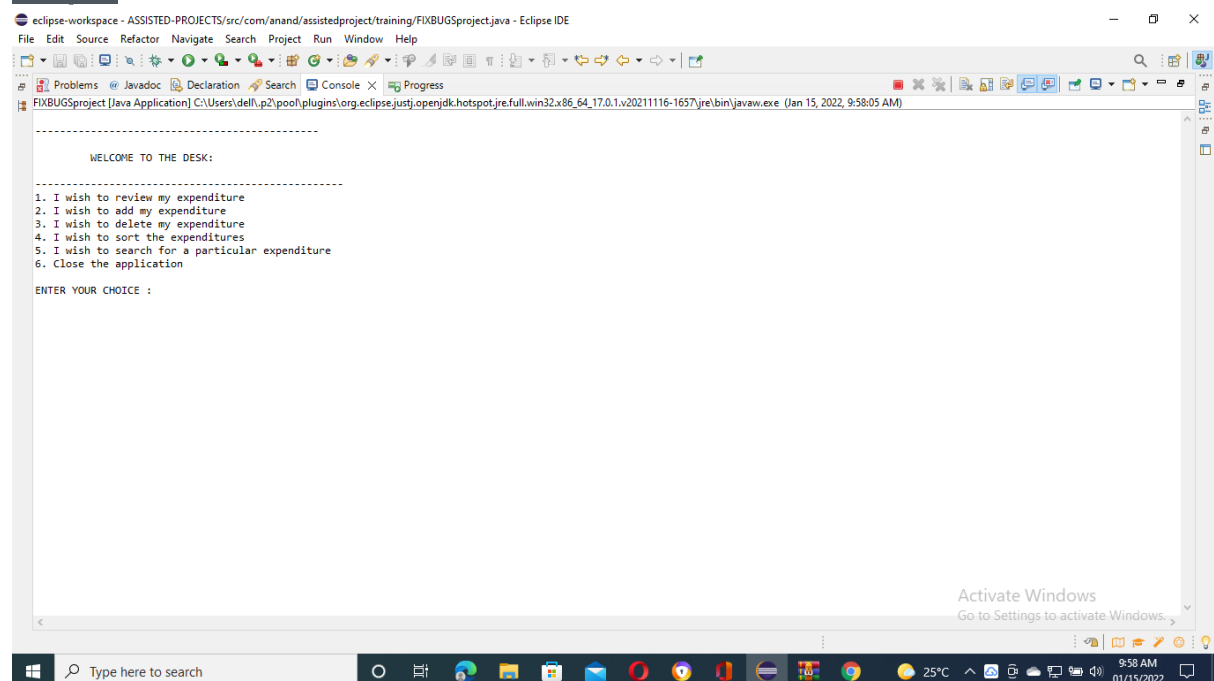 eclipse-workspace - ASSISTED-PROJECTS/src/com/anand/assistedproject/training/FIXBUGSproject.java - Eclipse IDE
File Edit Source Refactor Navigate Search Project Run Window Help
Problems @ Javadoc Declaration Search Console Progress
FIXBUGSproject [Java Application] C:\Users\dell\.p2\pool\plugins\org.eclipse.justj.openjdk.hotspot.jre.full.win32.x86_64_17.0.1.v20211116-1657\jre\bin\javaw.exe (Jan 15, 2022, 9:58:05 AM)
----------------------------------------------
WELCOME TO THE DESK:
--------------------------------------------------
1. I wish to review my expenditure
2. I wish to add my expenditure
3. I wish to delete my expenditure
4. I wish to sort the expenditures
5. I wish to search for a particular expenditure
6. Close the application
ENTER YOUR CHOICE :
Activate Windows
Go to Settings to activate Windows.
Type here to search
25°C
9:58 AM
01/15/2022